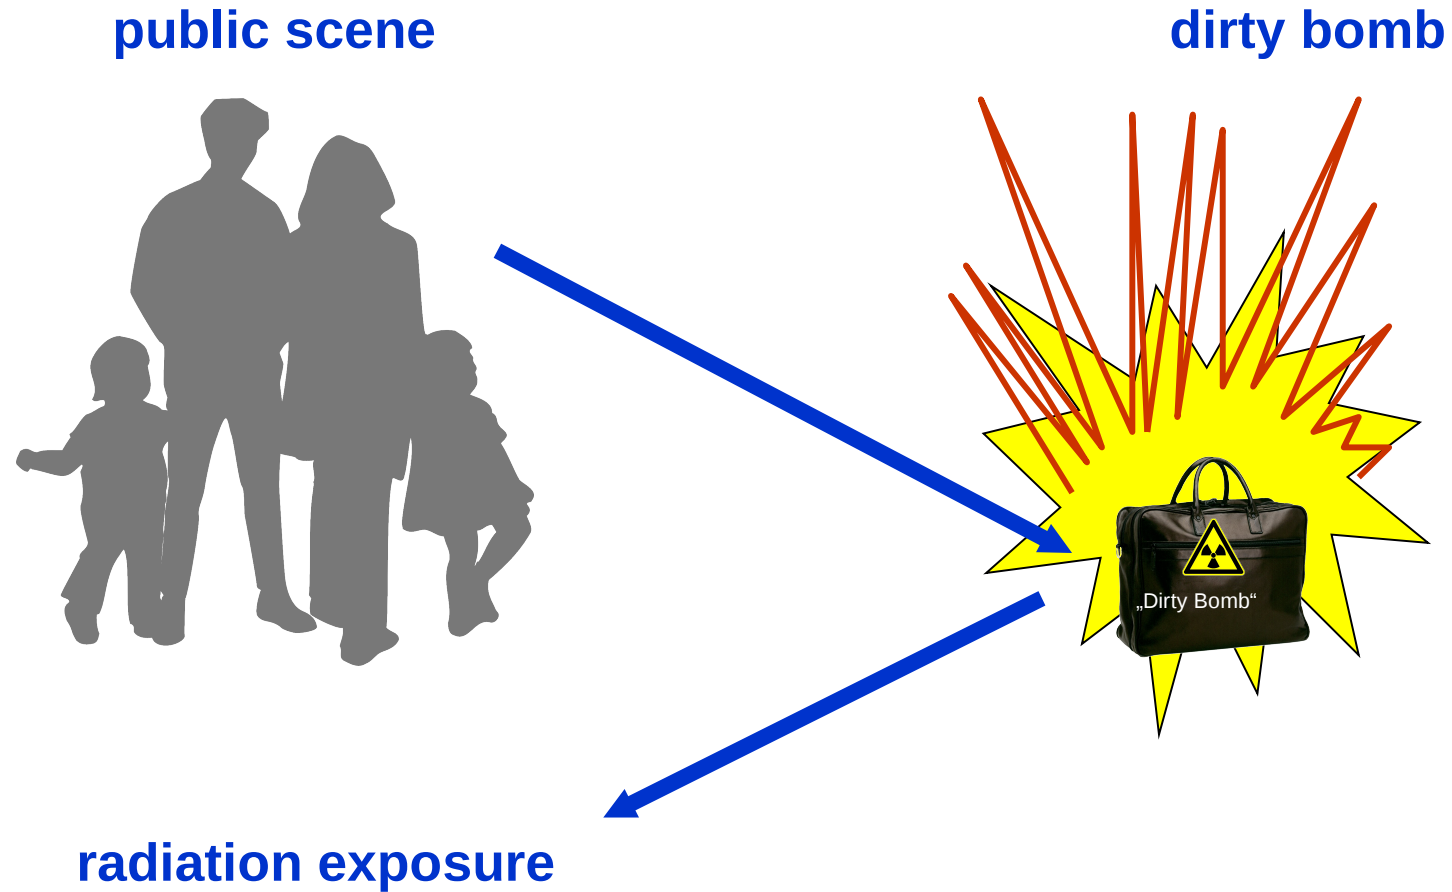 public scene
dirty bomb
„Dirty Bomb“
radiation exposure